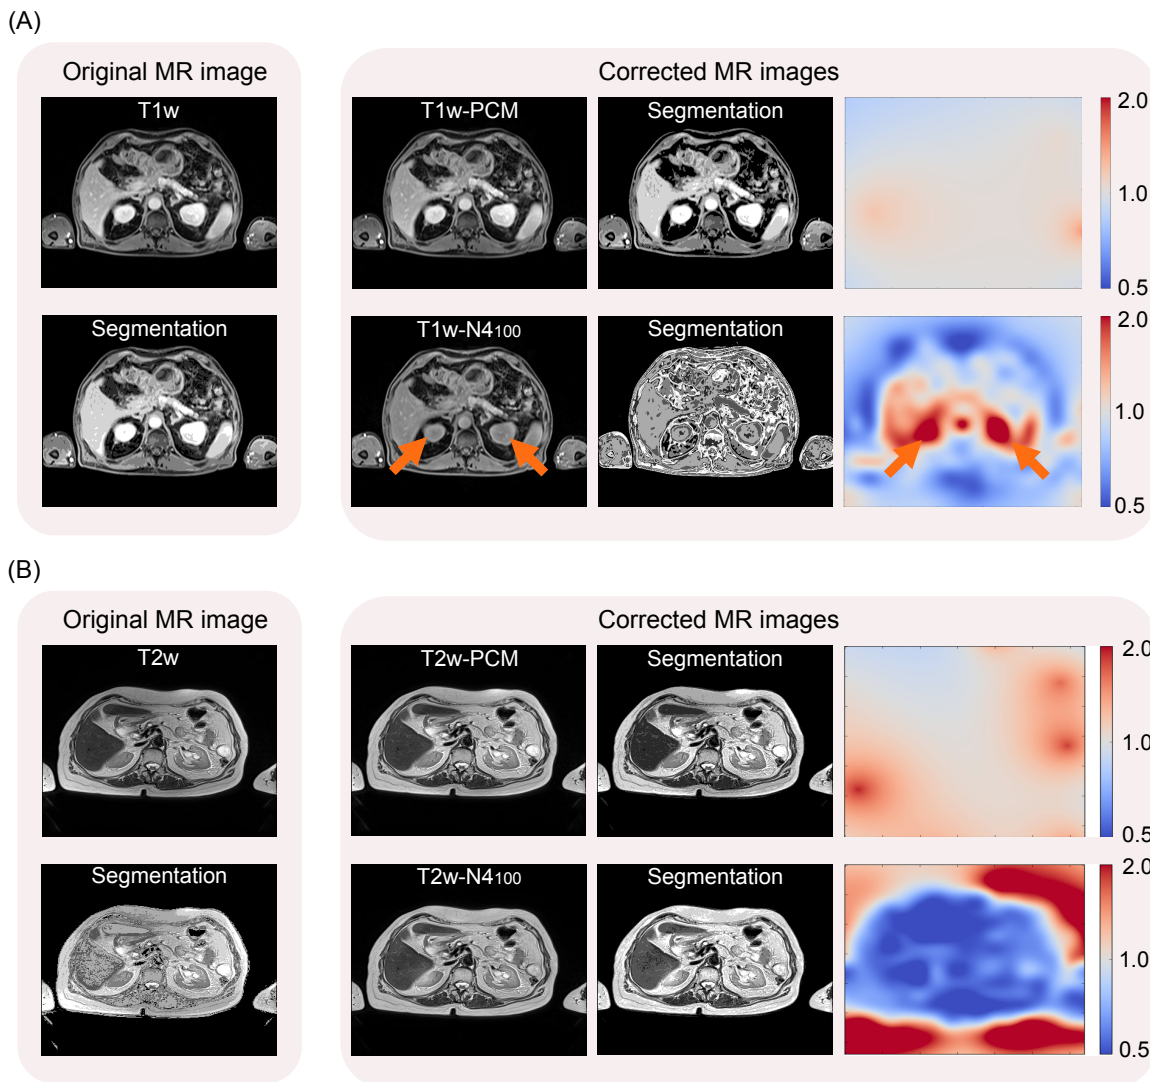 (A)
Original MR image
Corrected MR images
T1w
T1w-PCM
Segmentation
2.0
1.0
0.5
Segmentation
T1w-N4100
Segmentation
2.0
1.0
0.5
(B)
Original MR image
Corrected MR images
T2w
T2w-PCM
Segmentation
2.0
1.0
0.5
Segmentation
T2w-N4100
Segmentation
2.0
1.0
0.5